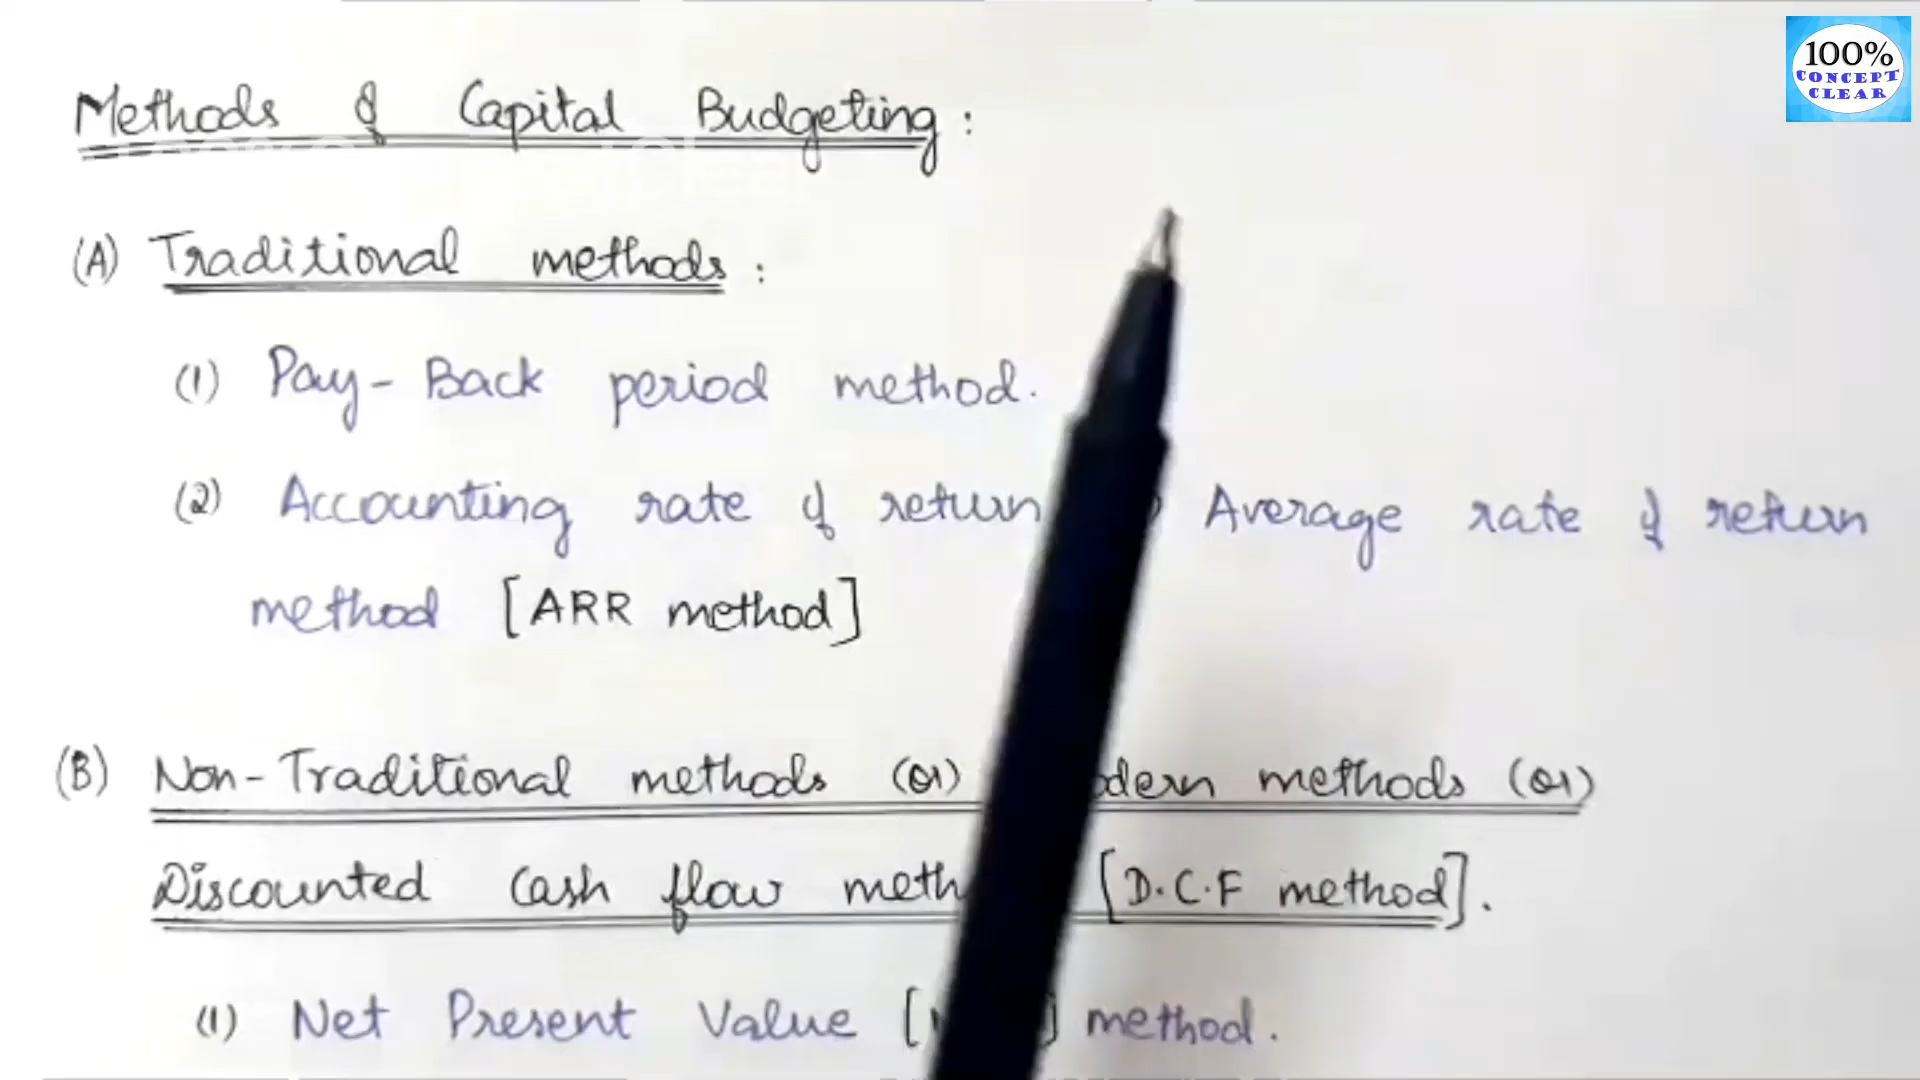 100%
CONCEPT
CLEAR
Methods of Capital Budgeting :
(A) Traditional methods :
(1) Pay-Back period method.
(2) Accounting rate of return Average rate of return
method [ARR method]
(B) Non-Traditional methods (or) methods (or)
Discounted Cash flow [D.C.F method].
(1) Net Present Value method.